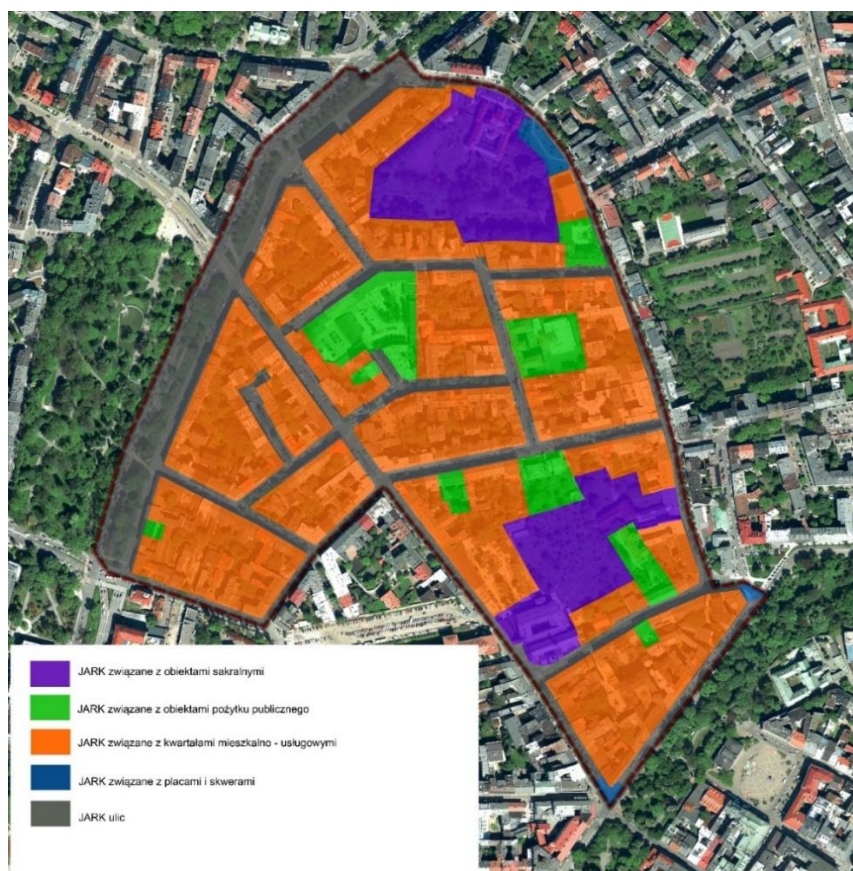 JARK związane z obiektami sakralnymi
JARK związane z obiektami pożytku publicznego
JARK związane z kwartałami mieszkalno - usługowymi
JARK związane z placami i skwerami
JARK ulic